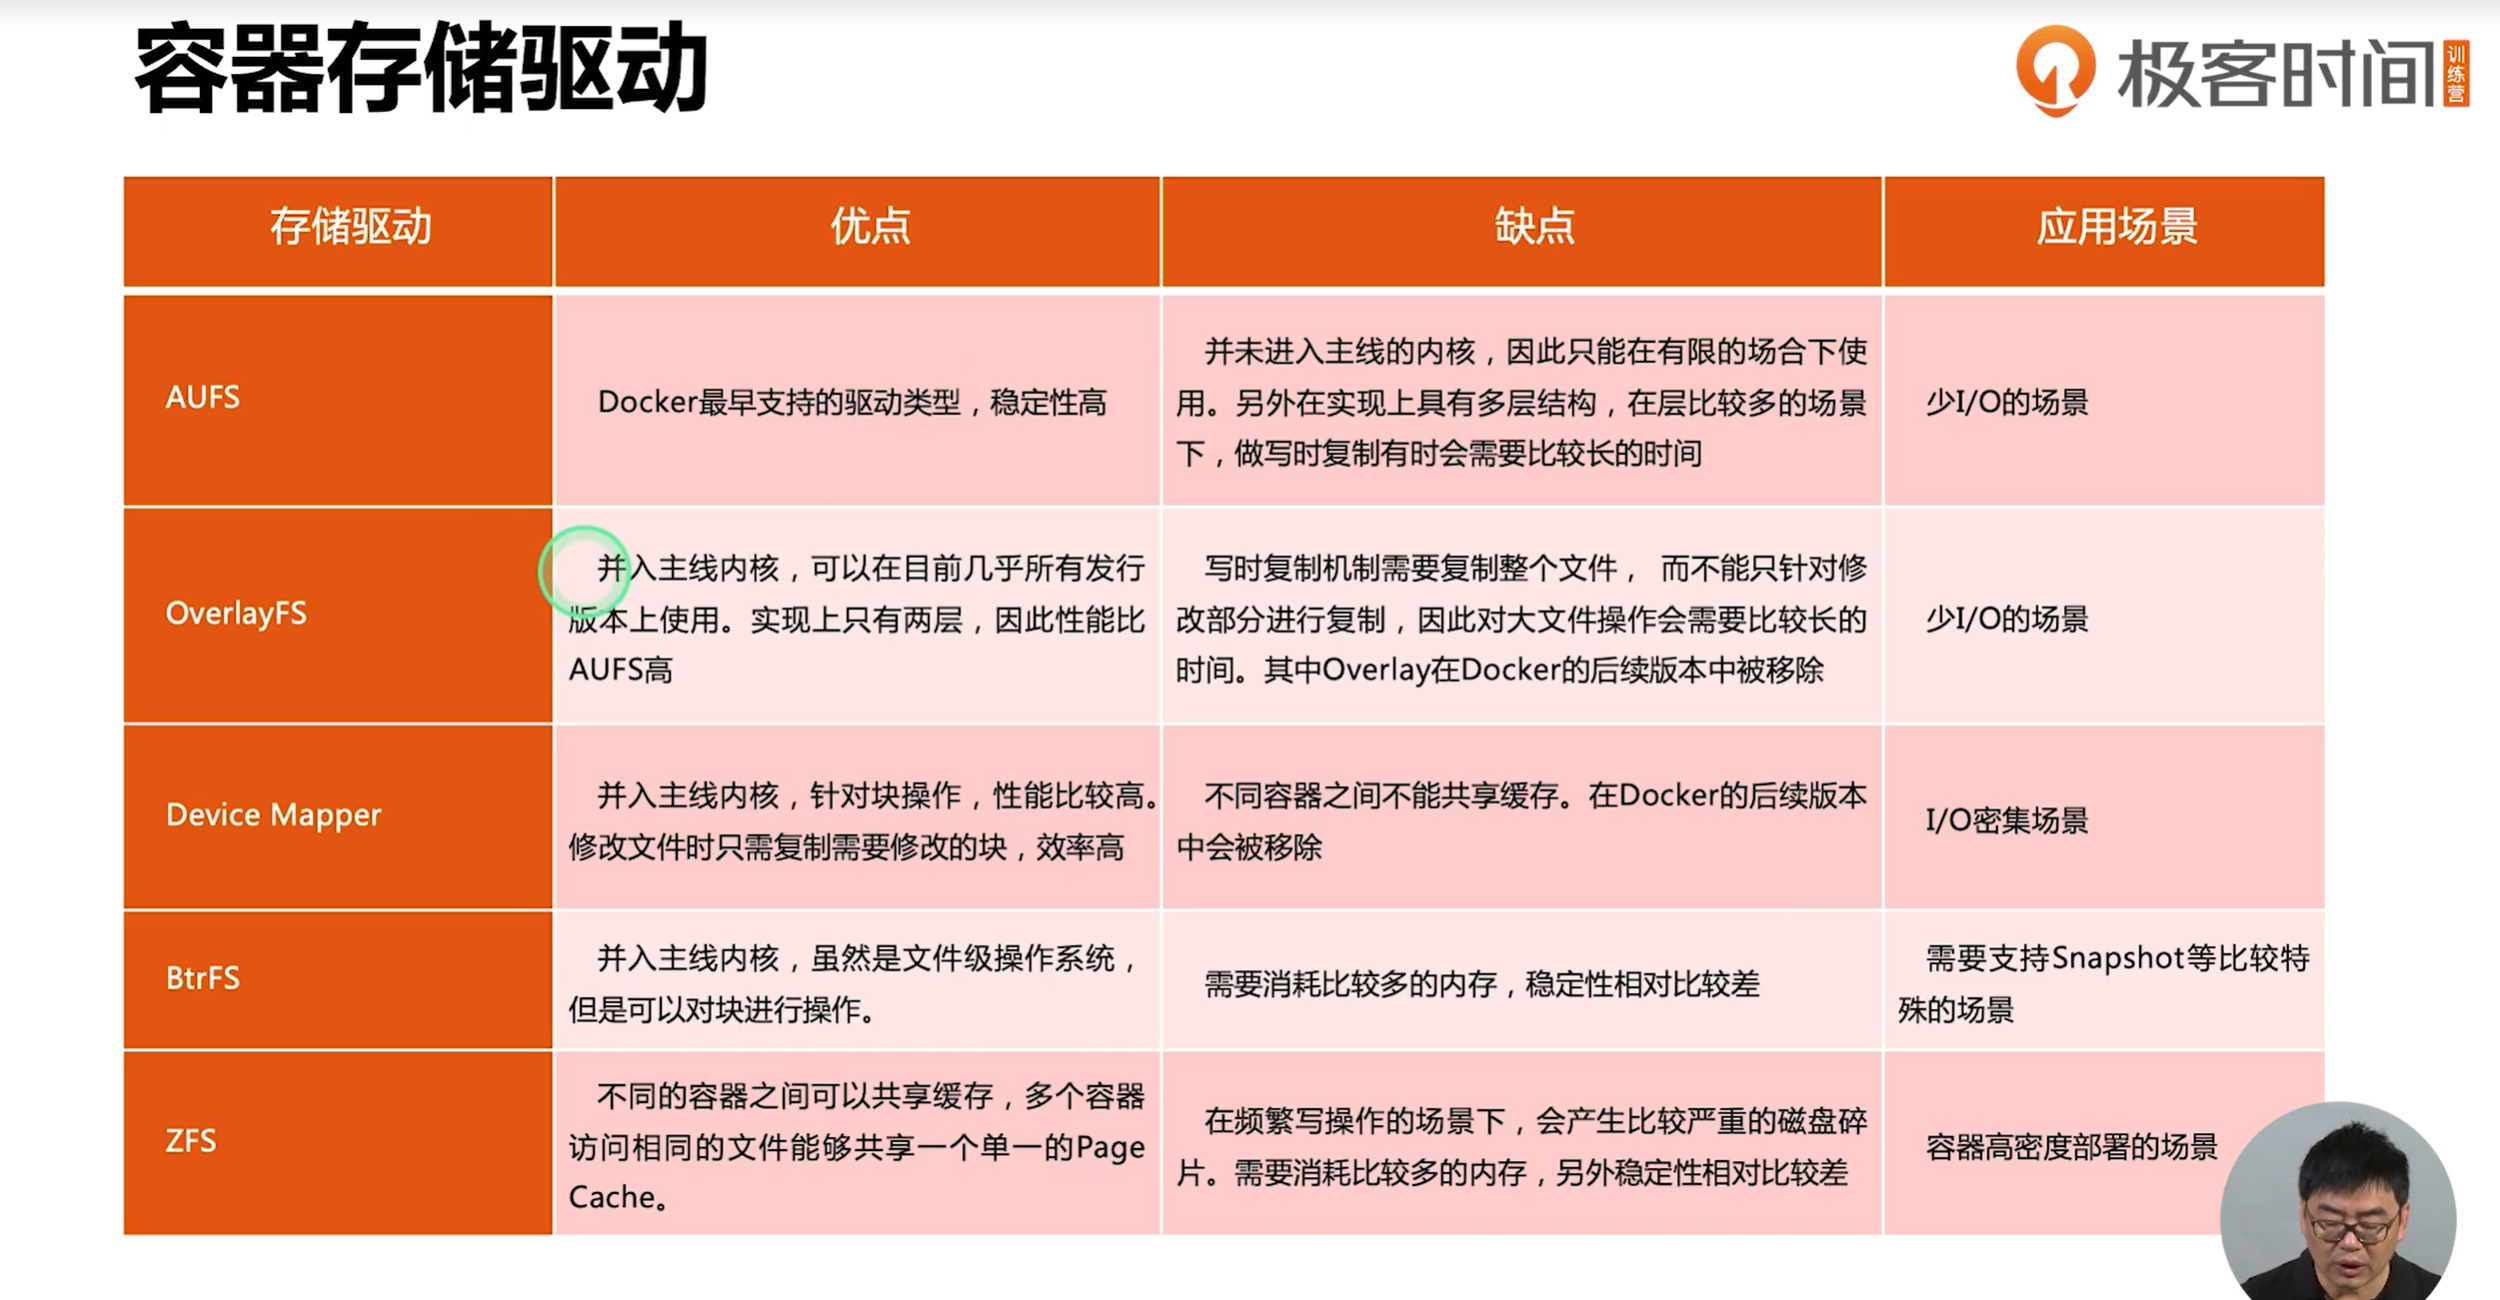 容器存储驱动
极客时间
训练营
存储驱动
优点
缺点
应用场景
AUFS
Docker最早支持的驱动类型，稳定性高
并未进入主线的内核，因此只能在有限的场合下使
用。另外在实现上具有多层结构，在层比较多的场景
下，做写时复制有时会需要比较长的时间
少I/O的场景
OverlayFS
并入主线内核，可以在目前几乎所有发行
版本上使用。实现上只有两层，因此性能比
AUFS高
写时复制机制需要复制整个文件， 而不能只针对修
改部分进行复制，因此对大文件操作会需要比较长的
时间。其中Overlay在Docker的后续版本中被移除
少I/O的场景
Device Mapper
并入主线内核，针对块操作，性能比较高。
修改文件时只需复制需要修改的块，效率高
不同容器之间不能共享缓存。在Docker的后续版本
中会被移除
I/O密集场景
BtrFS
并入主线内核，虽然是文件级操作系统，
但是可以对块进行操作。
需要消耗比较多的内存，稳定性相对比较差
需要支持Snapshot等比较特
殊的场景
ZFS
不同的容器之间可以共享缓存，多个容器
访问相同的文件能够共享一个单一的Page
Cache。
在频繁写操作的场景下，会产生比较严重的磁盘碎
片。需要消耗比较多的内存，另外稳定性相对比较差
容器高密度部署的场景